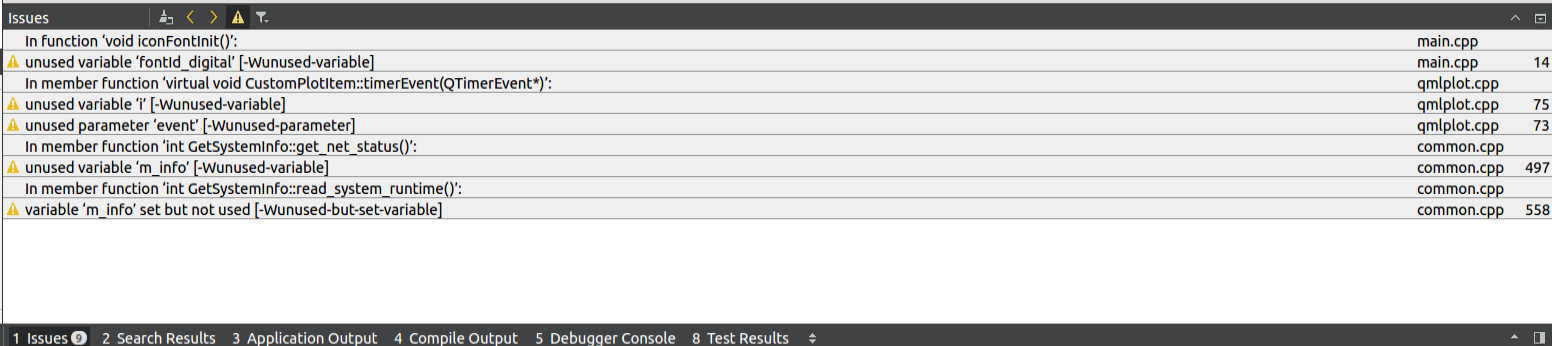 Issues
In function ‘void iconFontInit()’: main.cpp
unused variable ‘fontId_digital’ [-Wunused-variable] main.cpp 14
In member function ‘virtual void CustomPlotItem::timerEvent(QTimerEvent*)’: qmlplot.cpp
unused variable ‘i’ [-Wunused-variable] qmlplot.cpp 75
unused parameter ‘event’ [-Wunused-parameter] qmlplot.cpp 73
In member function ‘int GetSystemInfo::get_net_status()’: common.cpp
unused variable ‘m_info’ [-Wunused-variable] common.cpp 497
In member function ‘int GetSystemInfo::read_system_runtime()’: common.cpp
variable ‘m_info’ set but not used [-Wunused-but-set-variable] common.cpp 558
1 Issues 9 2 Search Results 3 Application Output 4 Compile Output 5 Debugger Console 8 Test Results